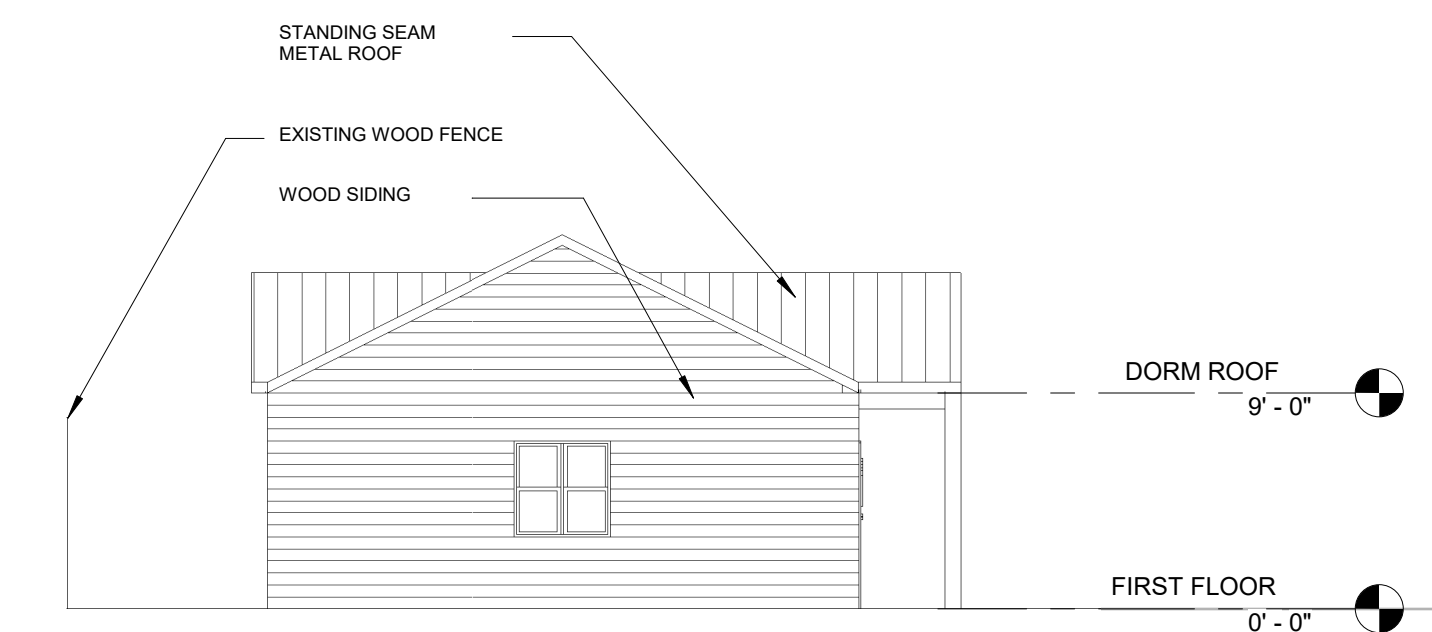 STANDING SEAM
METAL ROOF
EXISTING WOOD FENCE
WOOD SIDING
DORM ROOF
9' - 0"
FIRST FLOOR
0' - 0"